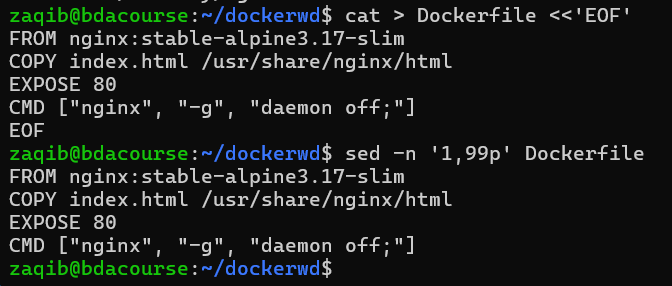 zaqib@bdacourse:~/dockerwd$ cat > Dockerfile <<'EOF'
FROM nginx:stable-alpine3.17-slim
COPY index.html /usr/share/nginx/html
EXPOSE 80
CMD ["nginx", "-g", "daemon off;"]
EOF
zaqib@bdacourse:~/dockerwd$ sed -n '1,99p' Dockerfile
FROM nginx:stable-alpine3.17-slim
COPY index.html /usr/share/nginx/html
EXPOSE 80
CMD ["nginx", "-g", "daemon off;"]
zaqib@bdacourse:~/dockerwd$